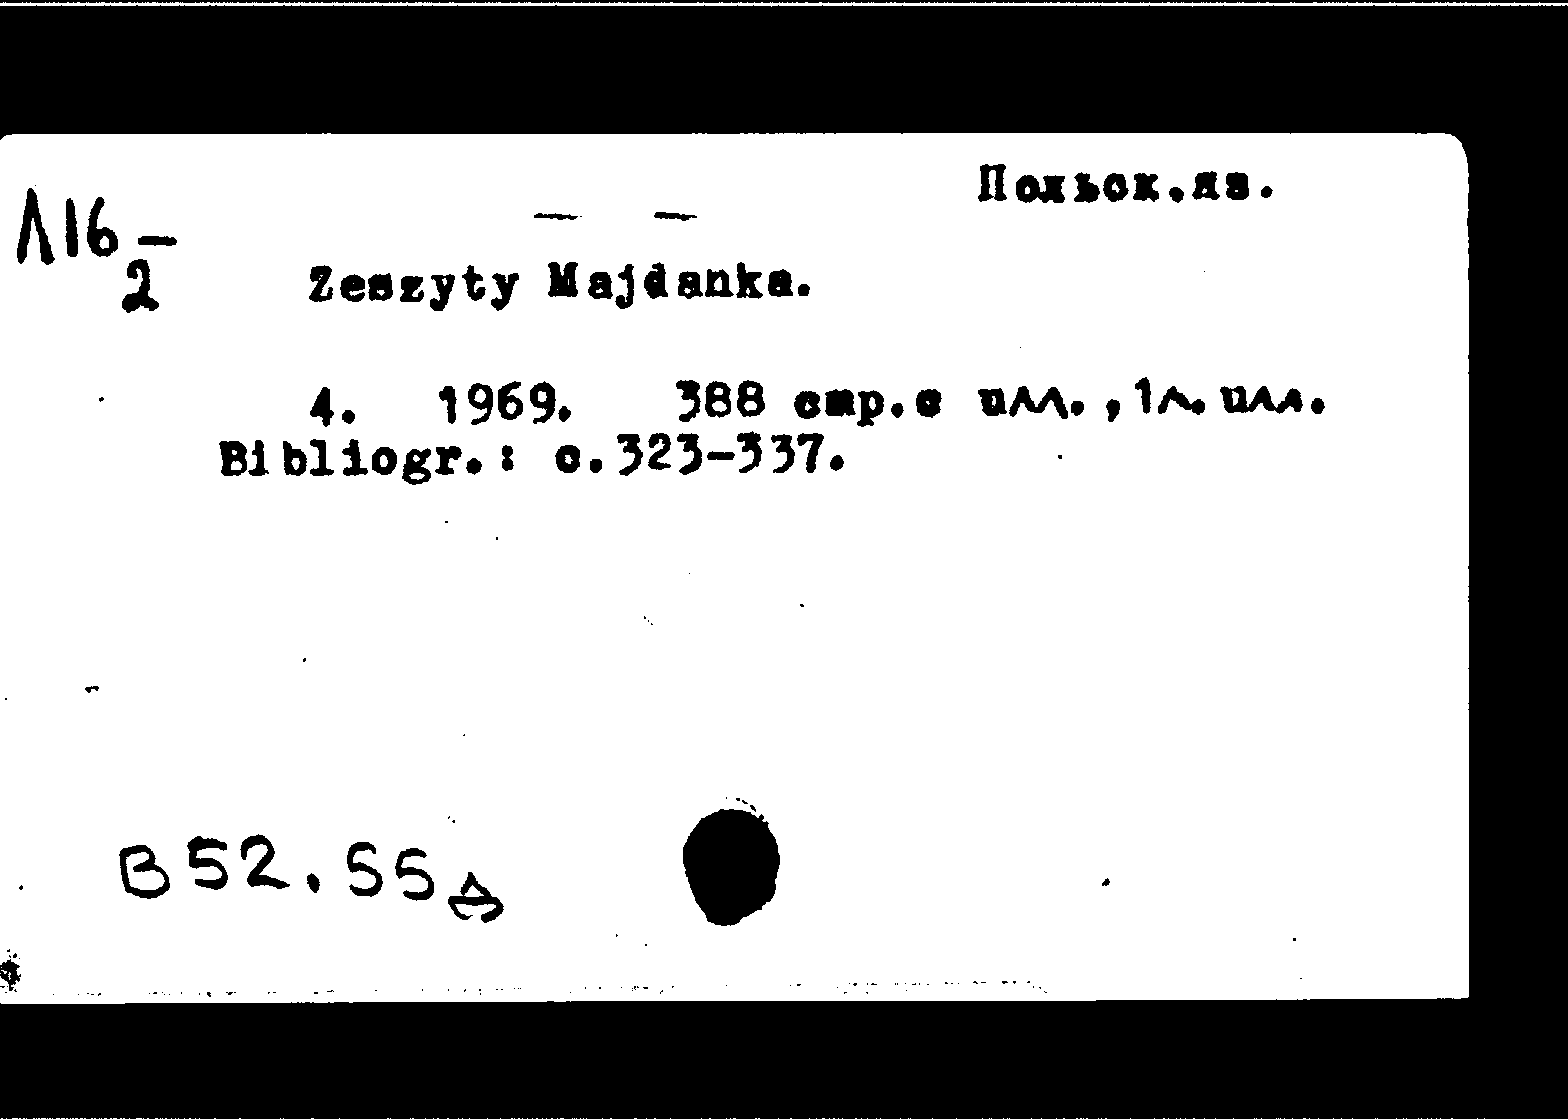 Польск.яз.
Л16-
2
— —
Zeszyty Majdanka.
4. 1969. 388 стр.с илл.,1л.илл.
Bibliogr.: с.323-337.
B52.55